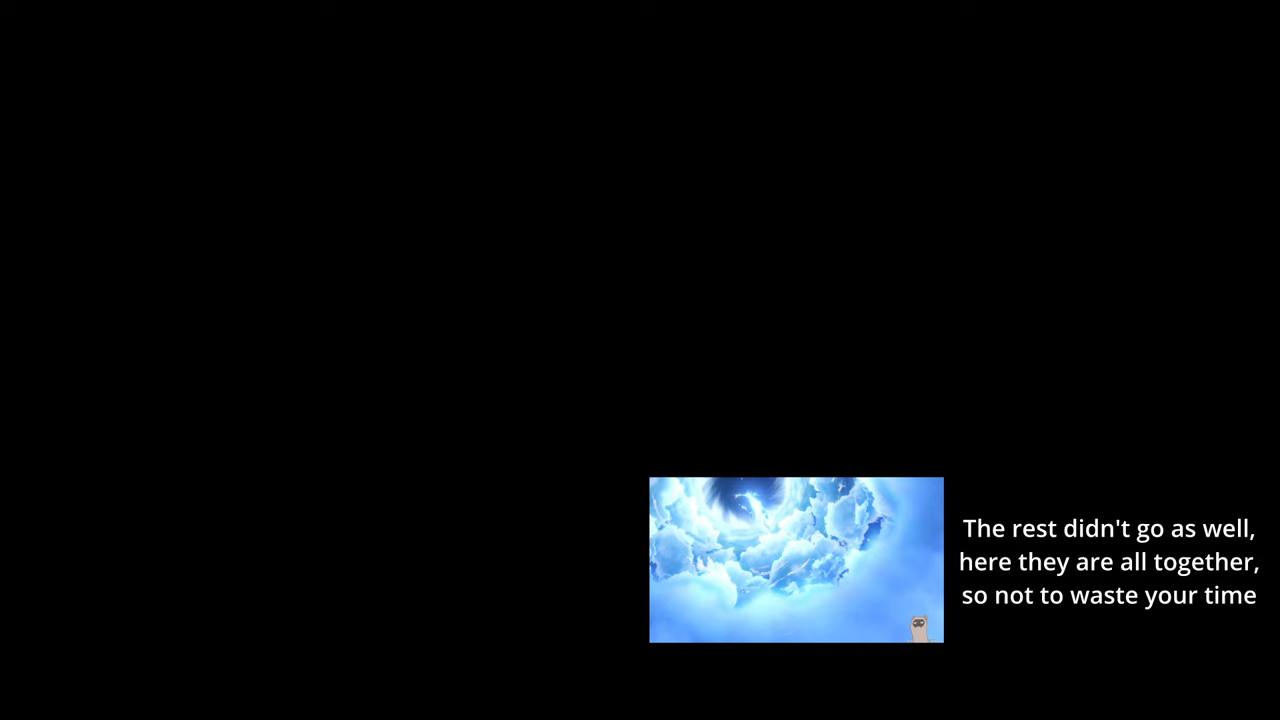 The rest didn't go as well,
here they are all together,
so not to waste your time